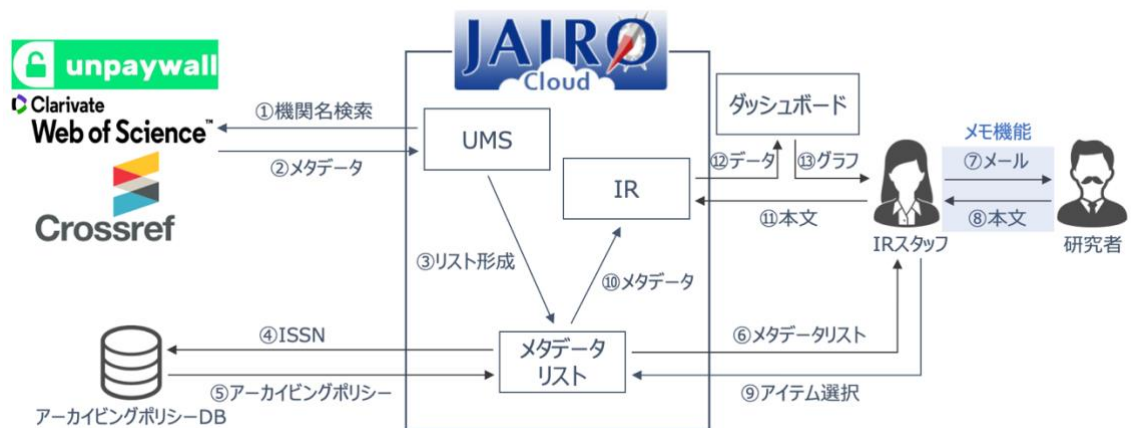 JAIRO
Cloud
unpaywall
Clarivate
Web of Science™
Crossref
①機関名検索
②メタデータ
UMS
IR
ダッシュボード
⑫データ
⑬グラフ
⑪本文
メモ機能
⑦メール
⑧本文
IRスタッフ
研究者
③リスト形成
⑩メタデータ
④ISSN
⑤アーカイビングポリシー
メタデータ
リスト
⑥メタデータリスト
⑨アイテム選択
アーカイビングポリシーDB